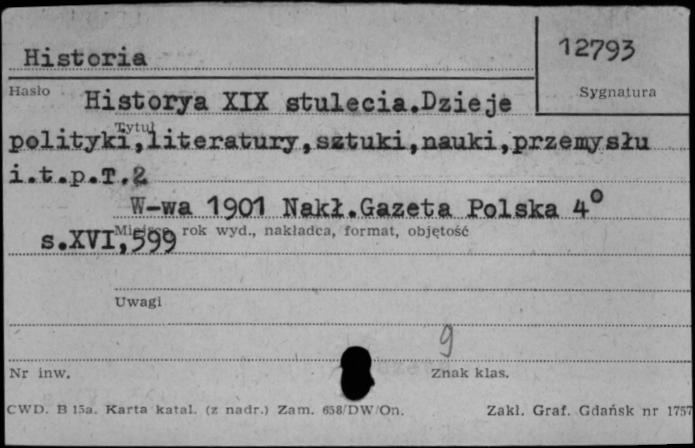 Historia
12793
Hasło
Sygnatura
Historya XIX stulecia.Dzieje
Tytuł
polityki,literatury,sztuki,nauki,przemysłu
i.t.p.T.2
W-wa 1901 Nakł.Gazeta Polska 4°
Miejsce, rok wyd., nakładca, format, objętość
s.XVI,599
Uwagi
9
Nr inw.
Znak klas.
CWD. B 15a. Karta katal. (z nadr.) Zam. 658/DW/On.
Zakł. Graf. Gdańsk nr 1757